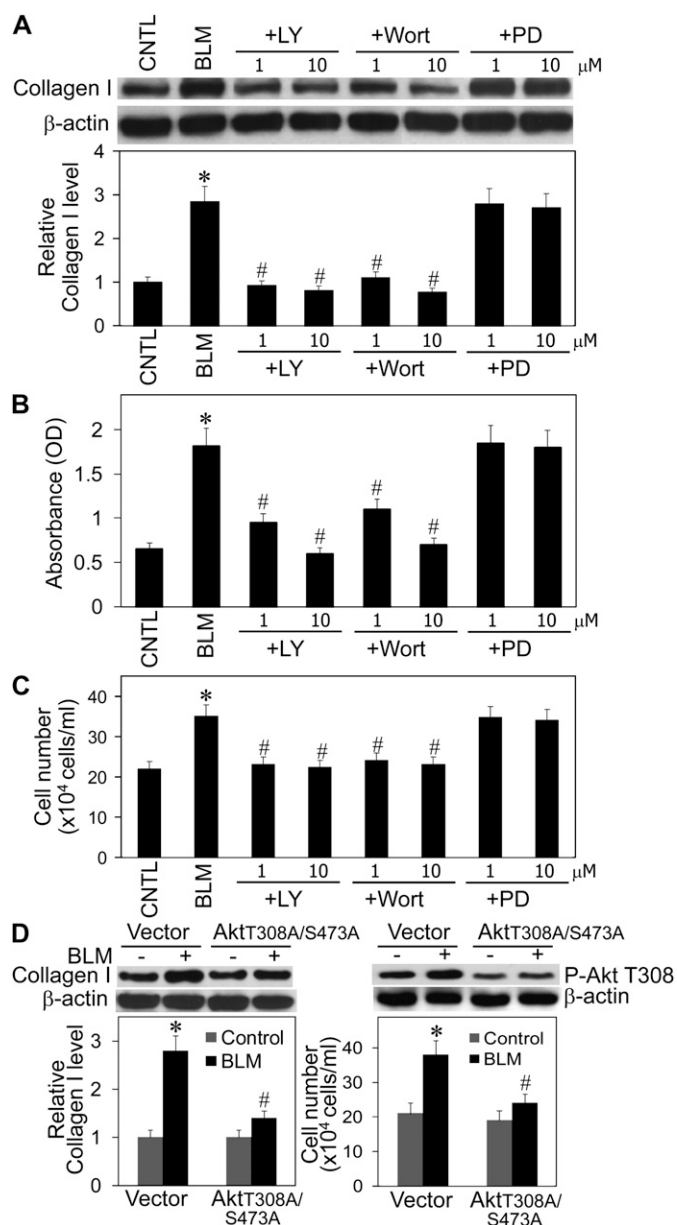 A
CNTL BLM +LY +Wort +PD
1 10 1 10 1 10 μM
Collagen I
β-actin
Relative
Collagen I level
4
3
2
1
0
*
# # # #
1 10 1 10 1 10 μM
CNTL BLM +LY +Wort +PD
B
Absorbance (OD)
2
1.5
1
0.5
0
*
# # # #
1 10 1 10 1 10 μM
CNTL BLM +LY +Wort +PD
C
Cell number
(x10⁴ cells/ml)
40
20
0
*
# # # #
1 10 1 10 1 10 μM
CNTL BLM +LY +Wort +PD
D
Vector AktT308A/S473A
BLM - + - +
Collagen I
β-actin
Relative
Collagen I level
3
2
1
0
*
#
Control
BLM
Vector AktT308A/
S473A
Vector AktT308A/S473A
- + - +
P-Akt T308
β-actin
Cell number
(x10⁴ cells/ml)
40
20
0
*
#
Control
BLM
Vector AktT308A/
S473A